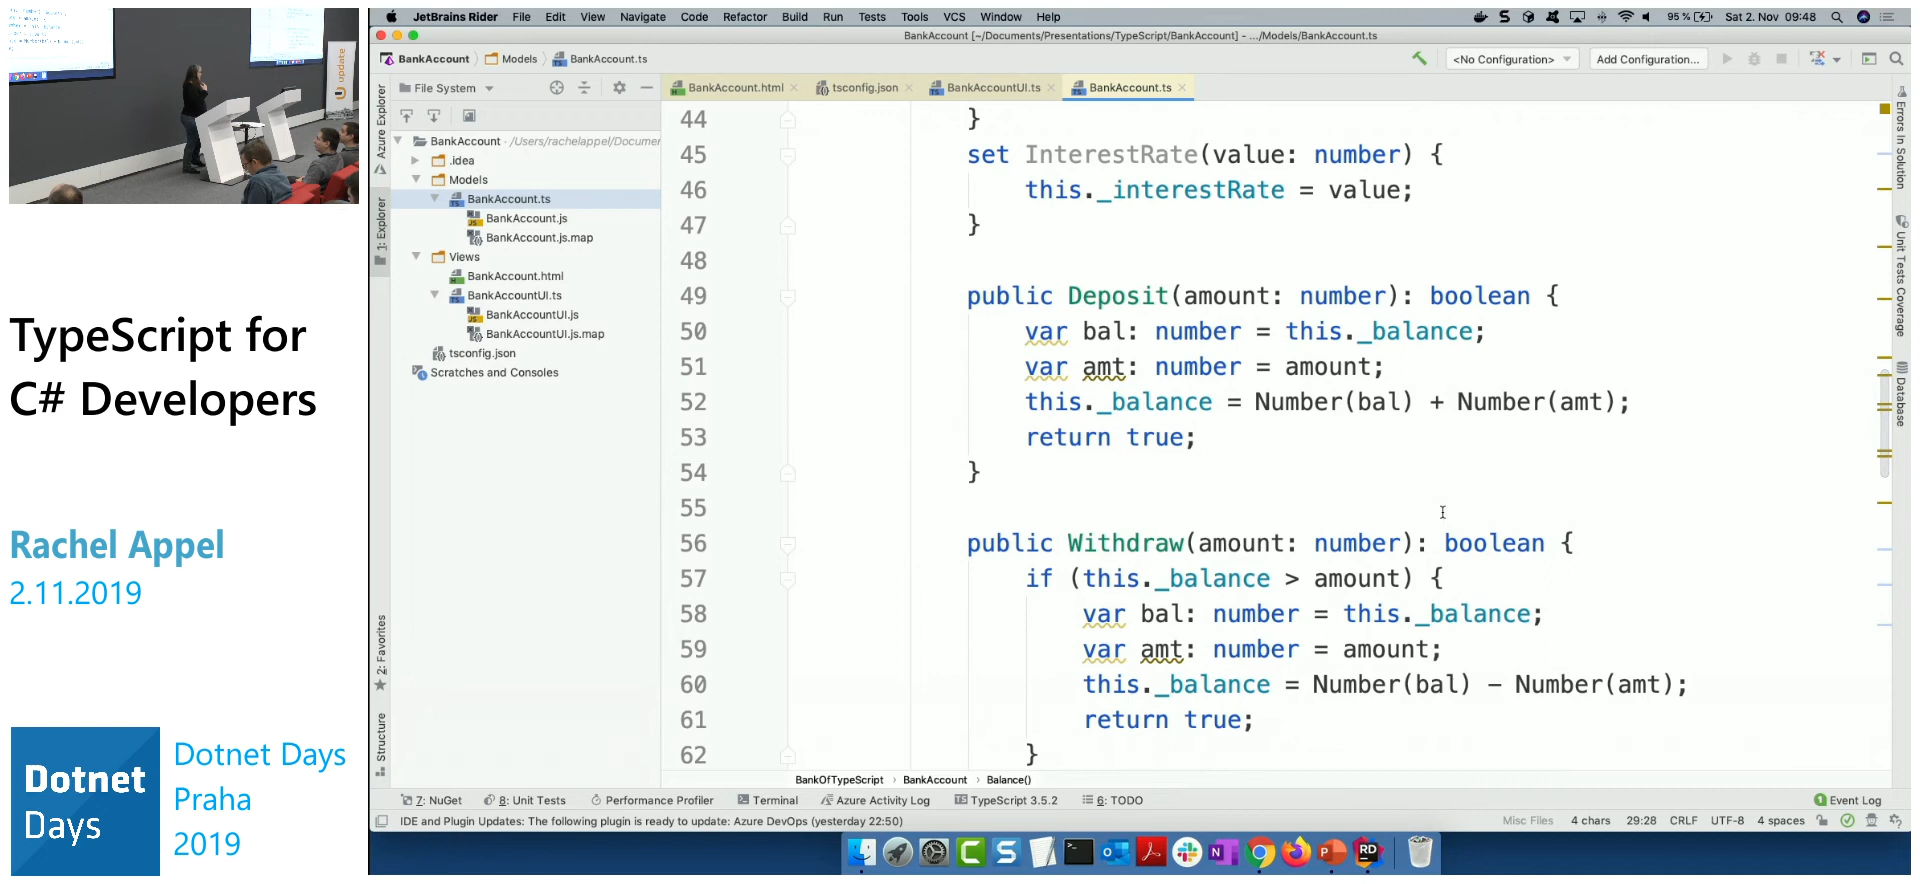 update
TypeScript for
C# Developers
Rachel Appel
2.11.2019
Dotnet
Days
Dotnet Days
Praha
2019
JetBrains Rider File Edit View Navigate Code Refactor Build Run Tests Tools VCS Window Help
95 % Sat 2. Nov 09:48
BankAccount [~/Documents/Presentations/TypeScript/BankAccount] - .../Models/BankAccount.ts
BankAccount Models BankAccount.ts
<No Configuration> Add Configuration...
File System
BankAccount.html tsconfig.json BankAccountUI.ts BankAccount.ts
Azure Explorer
1: Explorer
2: Favorites
Structure
BankAccount · /Users/rachelappel/Documer
.idea
Models
BankAccount.ts
BankAccount.js
BankAccount.js.map
Views
BankAccount.html
BankAccountUI.ts
BankAccountUI.js
BankAccountUI.js.map
tsconfig.json
Scratches and Consoles
44 }
45 set InterestRate(value: number) {
46 this._interestRate = value;
47 }
48
49 public Deposit(amount: number): boolean {
50 var bal: number = this._balance;
51 var amt: number = amount;
52 this._balance = Number(bal) + Number(amt);
53 return true;
54 }
55
56 public Withdraw(amount: number): boolean {
57 if (this._balance > amount) {
58 var bal: number = this._balance;
59 var amt: number = amount;
60 this._balance = Number(bal) - Number(amt);
61 return true;
62 }
BankOfTypeScript › BankAccount › Balance()
Errors In Solution
Unit Tests Coverage
Database
7: NuGet 8: Unit Tests Performance Profiler Terminal Azure Activity Log TypeScript 3.5.2 6: TODO
1 Event Log
IDE and Plugin Updates: The following plugin is ready to update: Azure DevOps (yesterday 22:50)
Misc Files 4 chars 29:28 CRLF UTF-8 4 spaces
RD